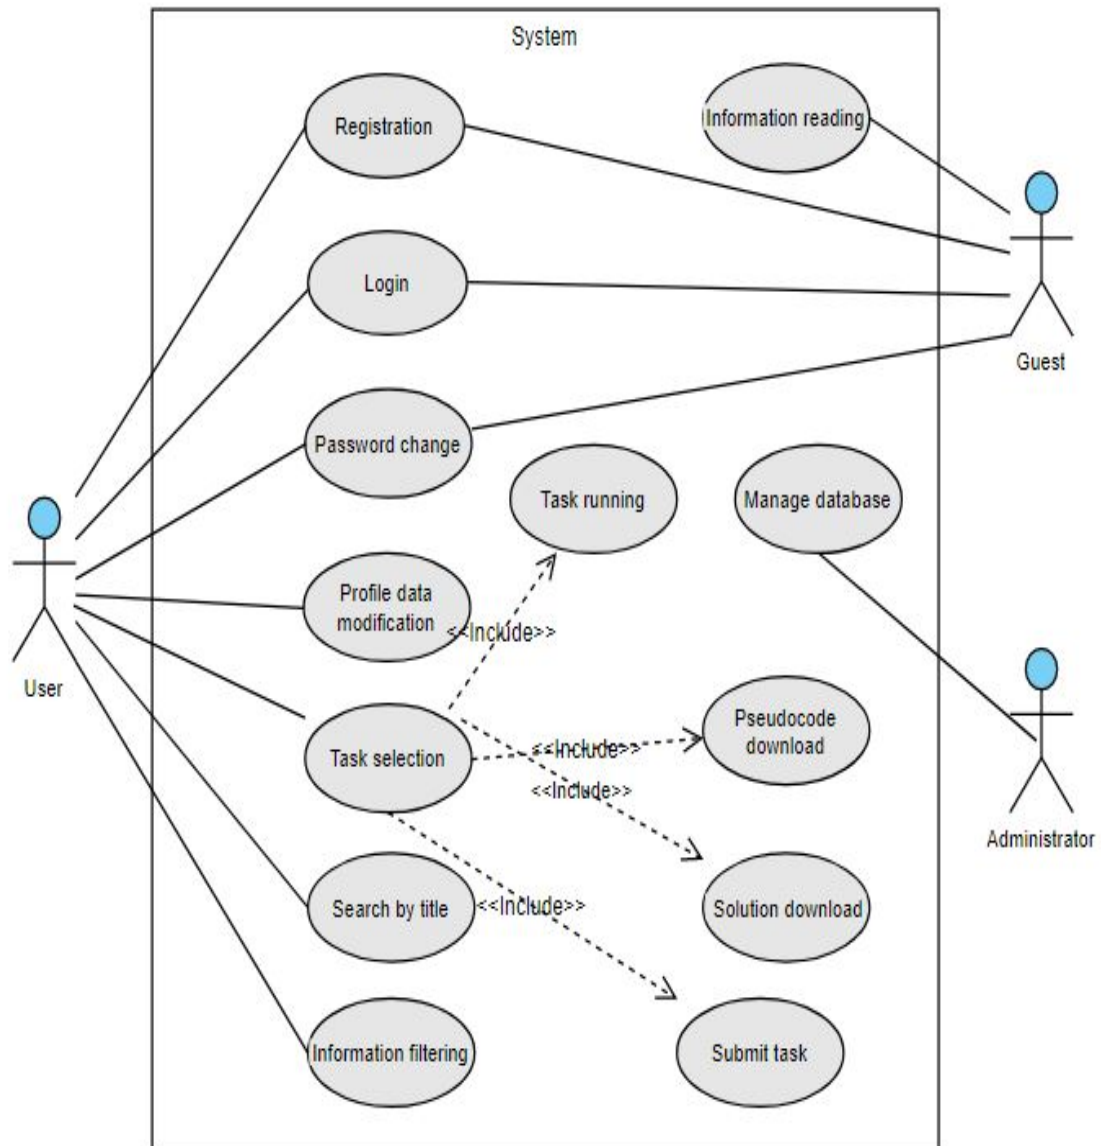 System
Registration
Information reading
Login
Guest
Password change
Task running
Manage database
Profile data
modification
<<Include>>
User
Task selection
Pseudocode
download
<<Include>>
<<Include>>
Administrator
Search by title
<<Include>>
Solution download
Information filtering
Submit task